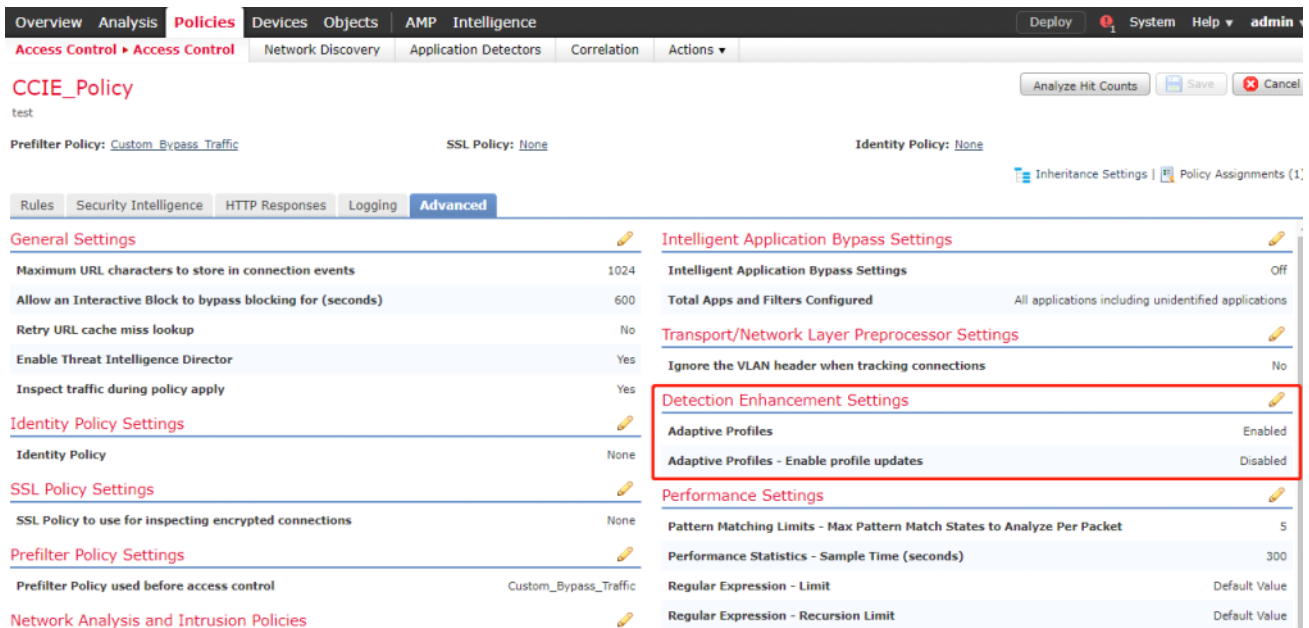 Overview Analysis Policies Devices Objects AMP Intelligence Deploy 1 System Help ▾ admin ▾
Access Control ▸ Access Control Network Discovery Application Detectors Correlation Actions ▾
CCIE_Policy
Analyze Hit Counts Save Cancel
test
Prefilter Policy: Custom_Bypass_Traffic SSL Policy: None Identity Policy: None
Inheritance Settings | Policy Assignments (1)
Rules Security Intelligence HTTP Responses Logging Advanced
General Settings
Maximum URL characters to store in connection events 1024
Allow an Interactive Block to bypass blocking for (seconds) 600
Retry URL cache miss lookup No
Enable Threat Intelligence Director Yes
Inspect traffic during policy apply Yes
Identity Policy Settings
Identity Policy None
SSL Policy Settings
SSL Policy to use for inspecting encrypted connections None
Prefilter Policy Settings
Prefilter Policy used before access control Custom_Bypass_Traffic
Network Analysis and Intrusion Policies
Intelligent Application Bypass Settings
Intelligent Application Bypass Settings Off
Total Apps and Filters Configured All applications including unidentified applications
Transport/Network Layer Preprocessor Settings
Ignore the VLAN header when tracking connections No
Detection Enhancement Settings
Adaptive Profiles Enabled
Adaptive Profiles - Enable profile updates Disabled
Performance Settings
Pattern Matching Limits - Max Pattern Match States to Analyze Per Packet 5
Performance Statistics - Sample Time (seconds) 300
Regular Expression - Limit Default Value
Regular Expression - Recursion Limit Default Value